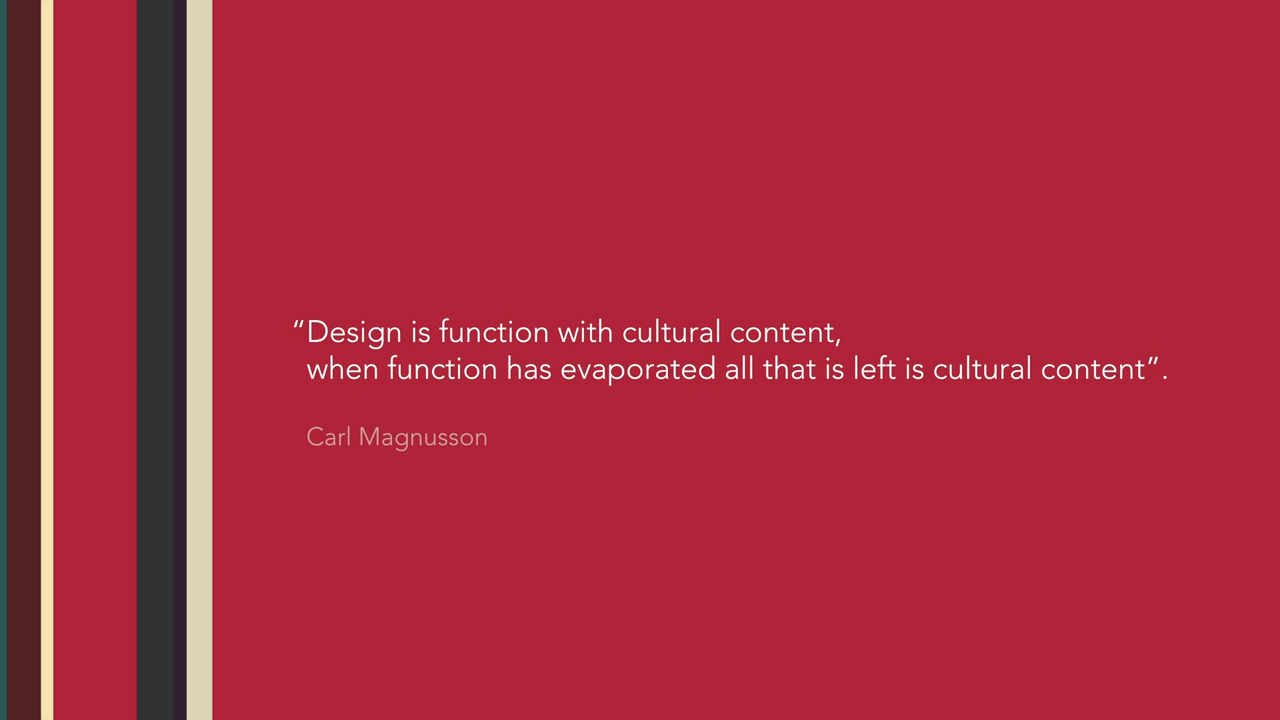 “Design is function with cultural content,
when function has evaporated all that is left is cultural content”.
Carl Magnusson